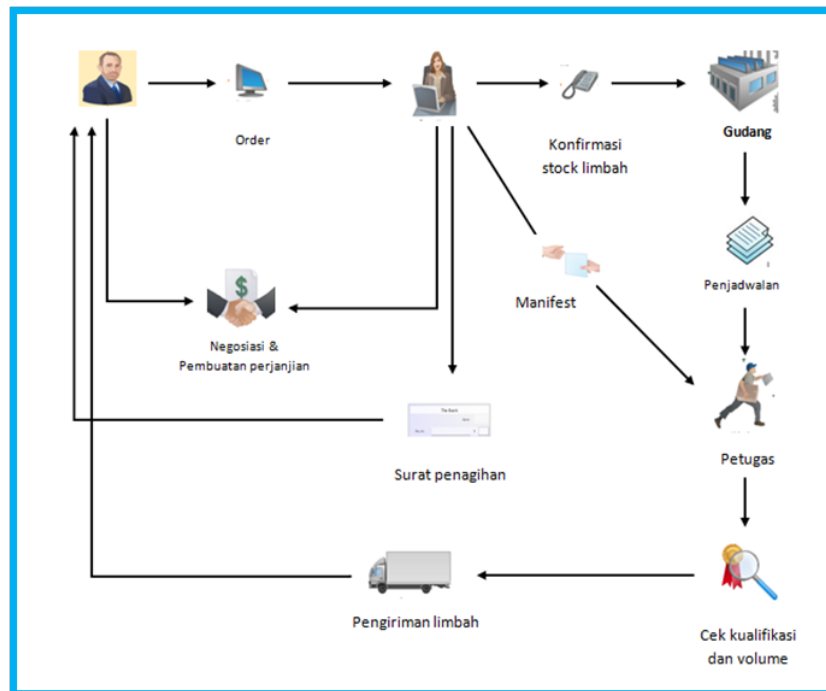 Order
Konfirmasi
stock limbah
Gudang
Manifest
Penjadwalan
Negosiasi &
Pembuatan perjanjian
Surat penagihan
Petugas
Pengiriman limbah
Cek kualifikasi
dan volume